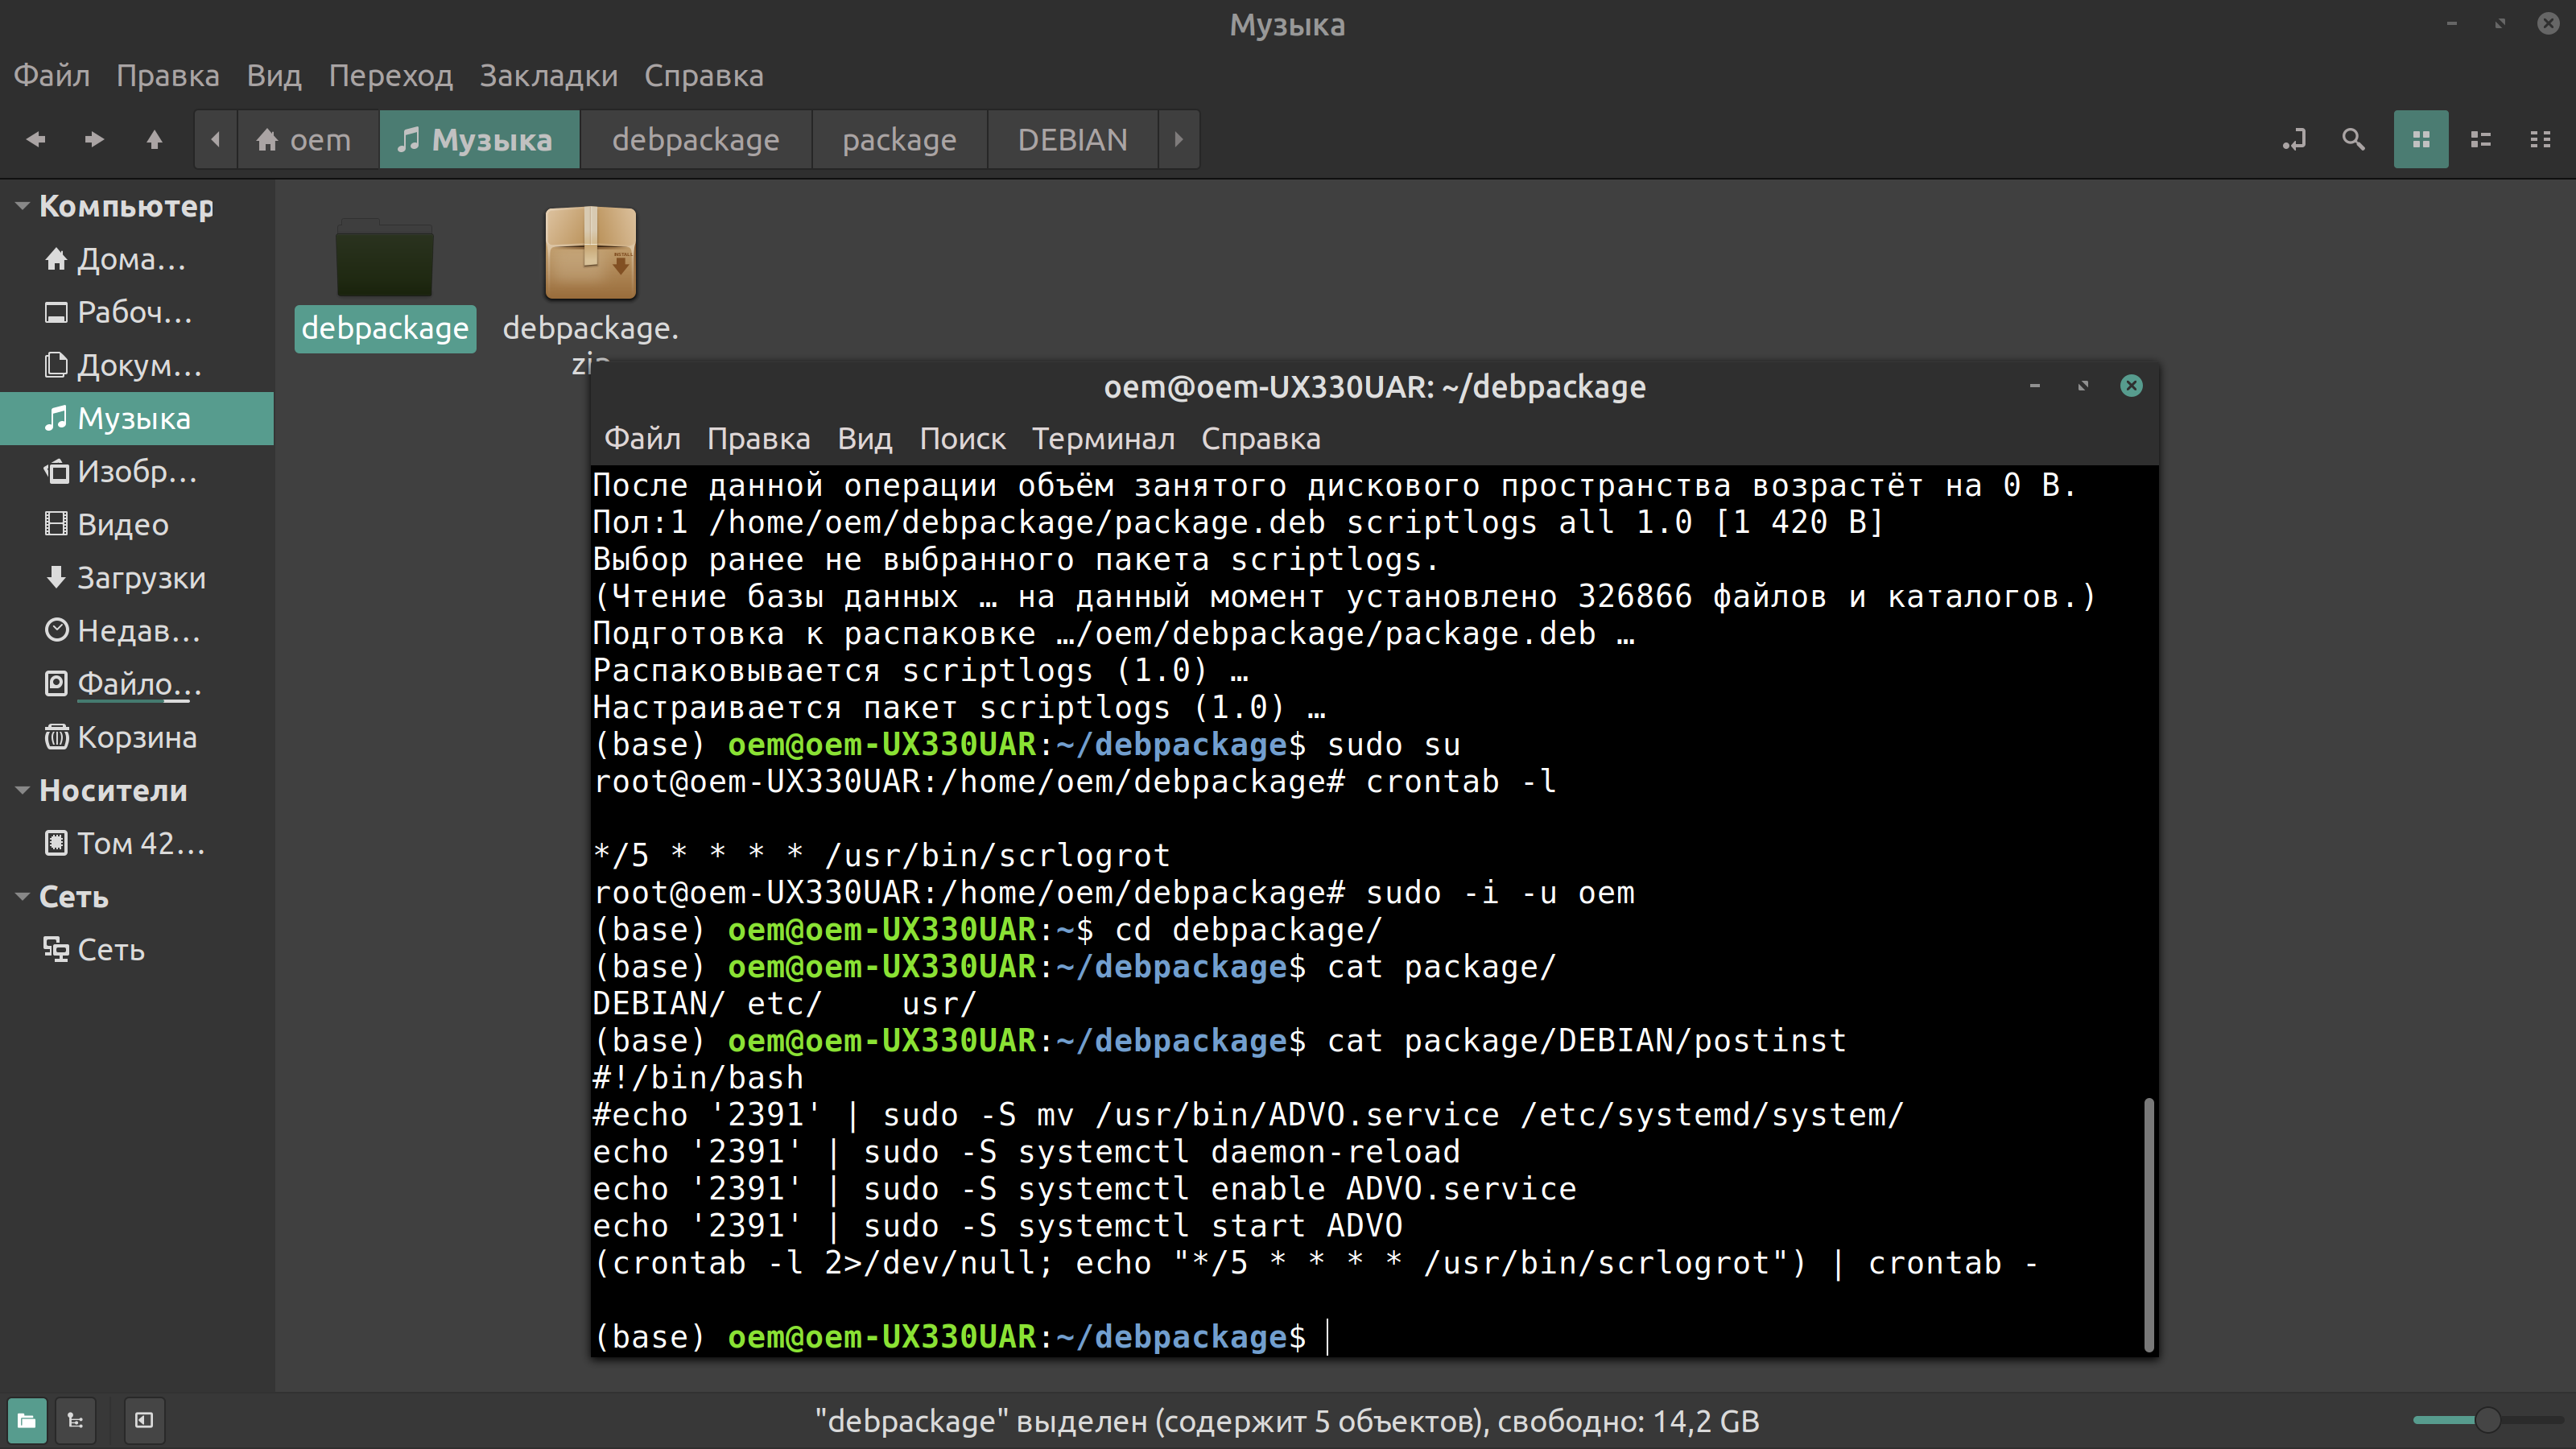 Музыка
Файл Правка Вид Переход Закладки Справка
oem Музыка debpackage package DEBIAN
Компьютер
Дома...
Рабоч...
Докум...
Музыка
Изобр...
Видео
Загрузки
Недав...
Файло...
Корзина
Носители
Том 42...
Сеть
Сеть
debpackage
debpackage.
oem@oem-UX330UAR: ~/debpackage
Файл Правка Вид Поиск Терминал Справка
После данной операции объём занятого дискового пространства возрастёт на 0 B.
Пол:1 /home/oem/debpackage/package.deb scriptlogs all 1.0 [1 420 B]
Выбор ранее не выбранного пакета scriptlogs.
(Чтение базы данных … на данный момент установлено 326866 файлов и каталогов.)
Подготовка к распаковке …/oem/debpackage/package.deb …
Распаковывается scriptlogs (1.0) …
Настраивается пакет scriptlogs (1.0) …
(base) oem@oem-UX330UAR:~/debpackage$ sudo su
root@oem-UX330UAR:/home/oem/debpackage# crontab -l
*/5 * * * * /usr/bin/scrlogrot
root@oem-UX330UAR:/home/oem/debpackage# sudo -i -u oem
(base) oem@oem-UX330UAR:~$ cd debpackage/
(base) oem@oem-UX330UAR:~/debpackage$ cat package/
DEBIAN/ etc/    usr/
(base) oem@oem-UX330UAR:~/debpackage$ cat package/DEBIAN/postinst
#!/bin/bash
#echo '2391' | sudo -S mv /usr/bin/ADVO.service /etc/systemd/system/
echo '2391' | sudo -S systemctl daemon-reload
echo '2391' | sudo -S systemctl enable ADVO.service
echo '2391' | sudo -S systemctl start ADVO
(crontab -l 2>/dev/null; echo "*/5 * * * * /usr/bin/scrlogrot") | crontab -
(base) oem@oem-UX330UAR:~/debpackage$
"debpackage" выделен (содержит 5 объектов), свободно: 14,2 GB